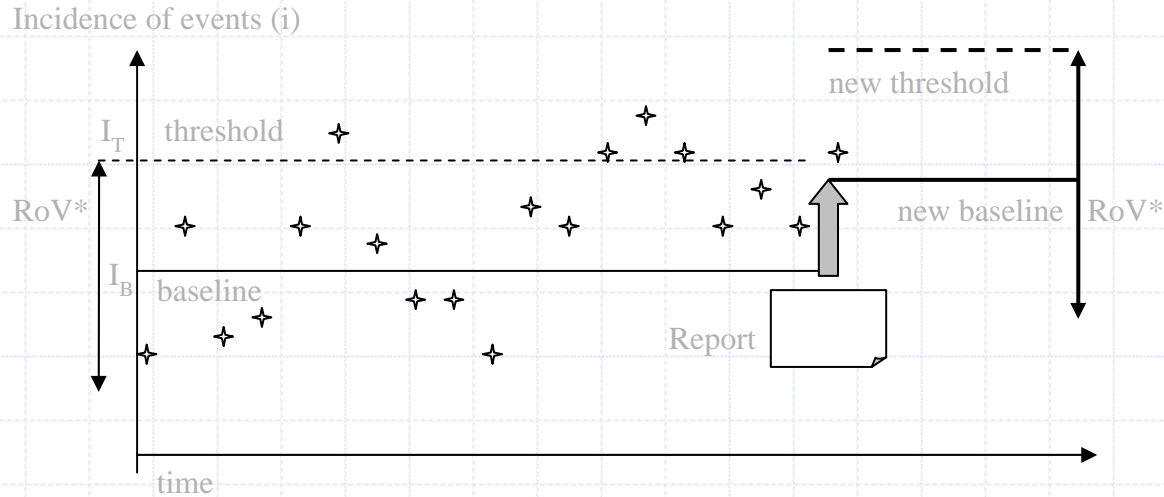 Incidence of events (i)
new threshold
I_T threshold
RoV*
new baseline RoV*
I_B baseline
Report
time